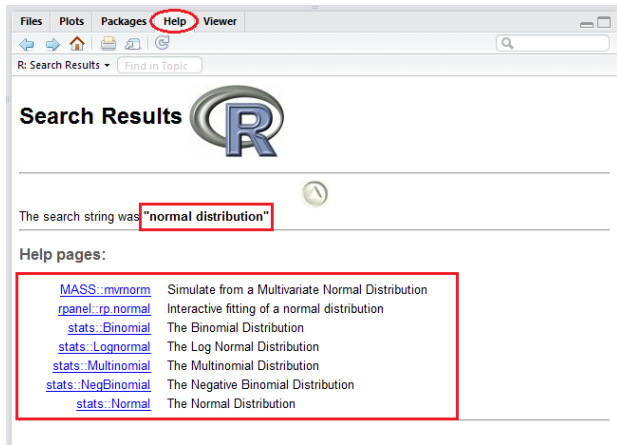 Files Plots Packages Help Viewer
R: Search Results Find in Topic
Search Results R
The search string was "normal distribution"
Help pages:
MASS::mvrnorm Simulate from a Multivariate Normal Distribution
rpanel::rp.normal Interactive fitting of a normal distribution
stats::Binomial The Binomial Distribution
stats::Lognormal The Log Normal Distribution
stats::Multinomial The Multinomial Distribution
stats::NegBinomial The Negative Binomial Distribution
stats::Normal The Normal Distribution